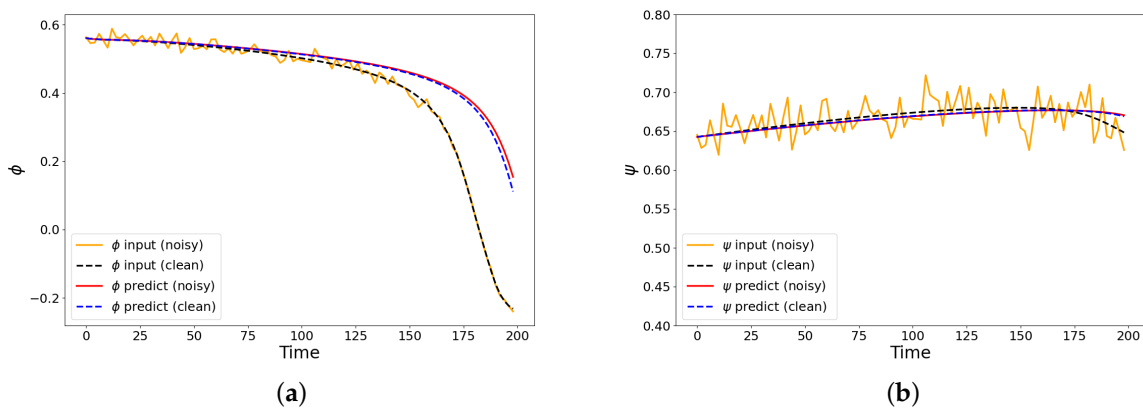 0.6
0.4
0.2
0.0
−0.2
ϕ
ϕ input (noisy)
ϕ input (clean)
ϕ predict (noisy)
ϕ predict (clean)
0 25 50 75 100 125 150 175 200
Time
(a)
0.80
0.75
0.70
0.65
0.60
0.55
0.50
0.45
0.40
ψ
ψ input (noisy)
ψ input (clean)
ψ predict (noisy)
ψ predict (clean)
0 25 50 75 100 125 150 175 200
Time
(b)